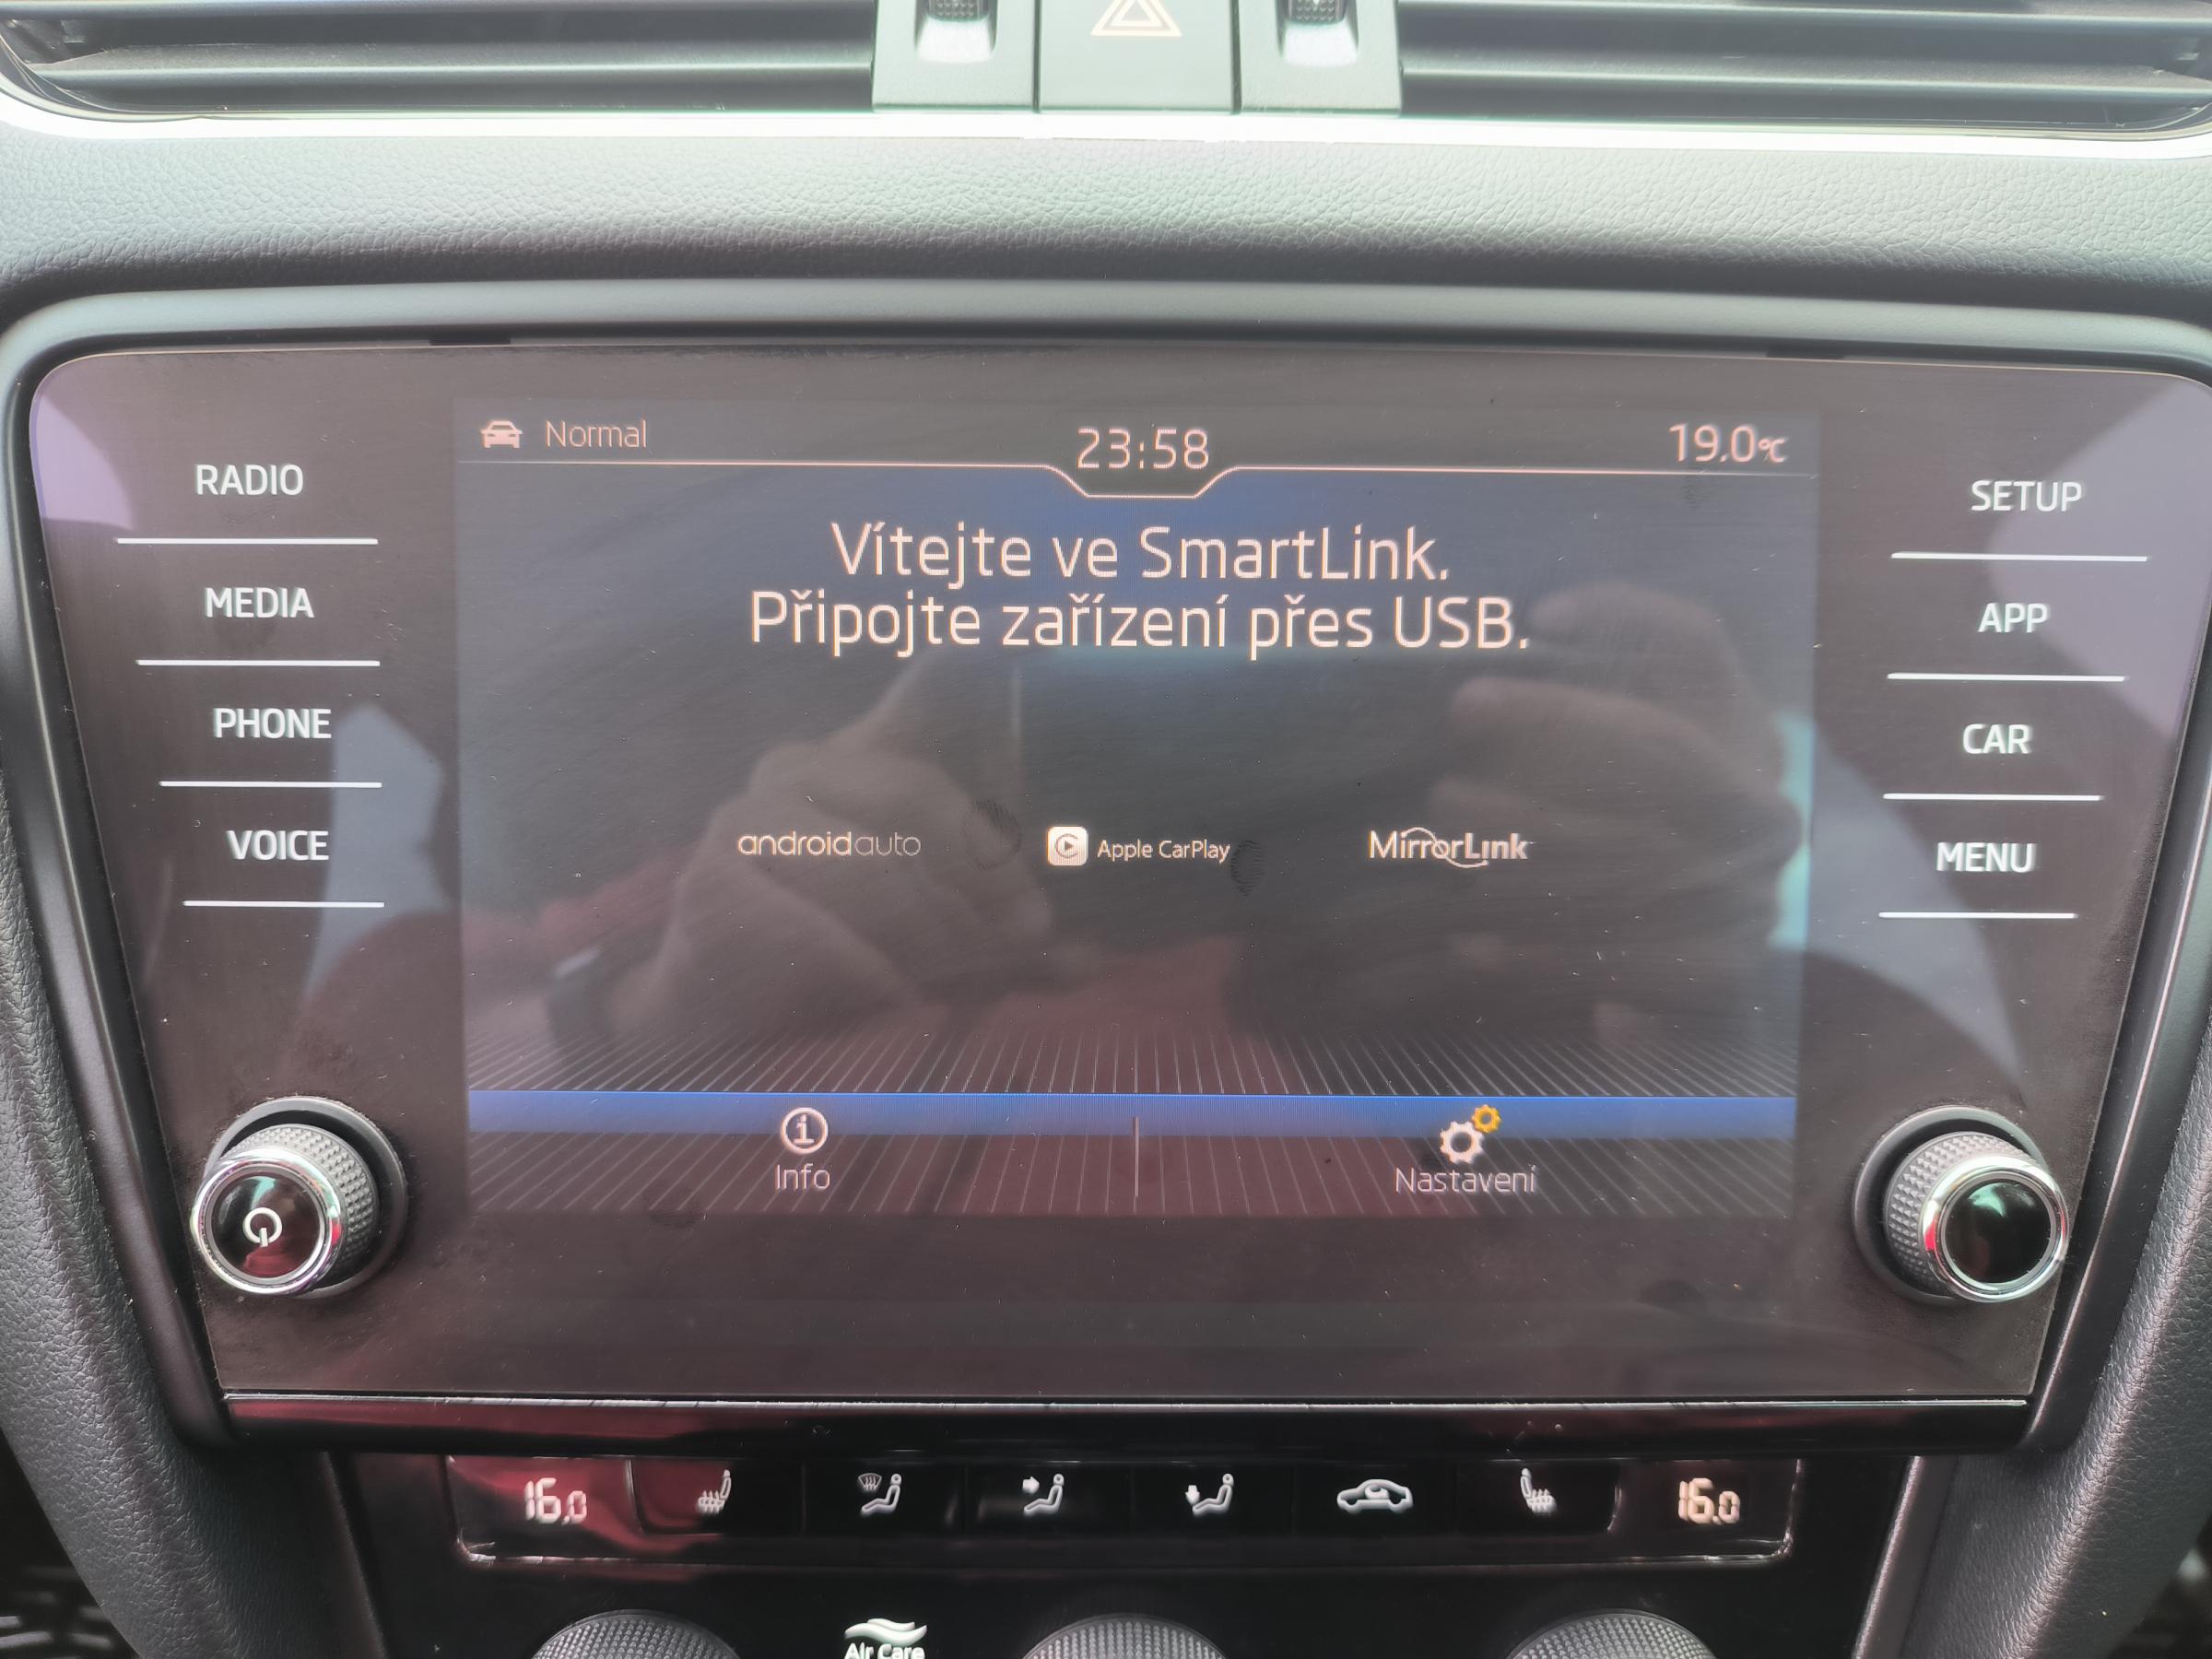 Normal
23:58
19.0°C
RADIO
MEDIA
PHONE
VOICE
SETUP
APP
CAR
MENU
Vítejte ve SmartLink.
Připojte zařízení přes USB.
androidauto
Apple CarPlay
MirrorLink
Info
Nastavení
16.0
16.0
Air Care